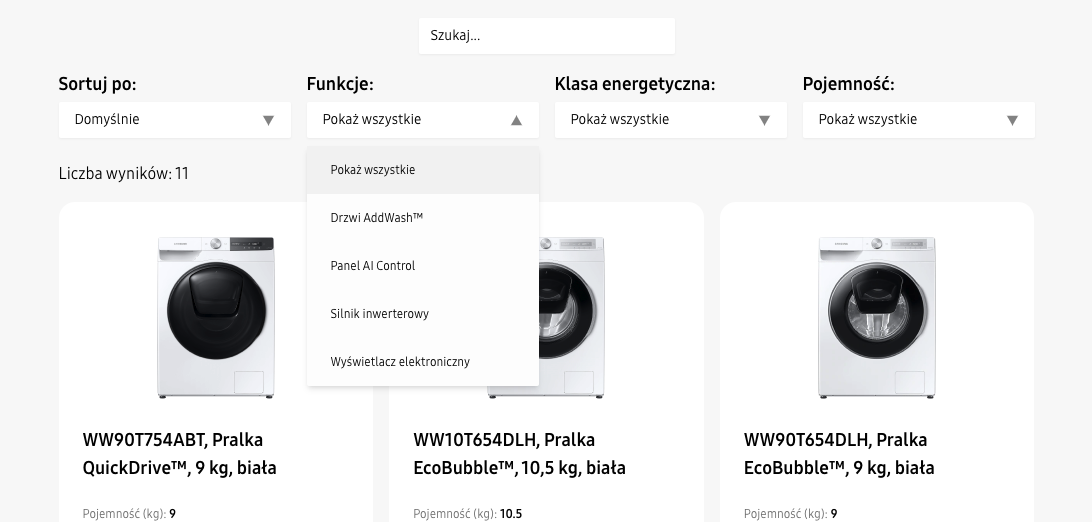 Szukaj...
Sortuj po:
Funkcje:
Klasa energetyczna:
Pojemność:
Domyślnie
Pokaż wszystkie
Pokaż wszystkie
Pokaż wszystkie
Liczba wyników: 11
Pokaż wszystkie
Drzwi AddWash™
Panel AI Control
Silnik inwerterowy
Wyświetlacz elektroniczny
WW90T754ABT, Pralka
QuickDrive™, 9 kg, biała
Pojemność (kg): 9
WW10T654DLH, Pralka
EcoBubble™, 10,5 kg, biała
Pojemność (kg): 10.5
WW90T654DLH, Pralka
EcoBubble™, 9 kg, biała
Pojemność (kg): 9